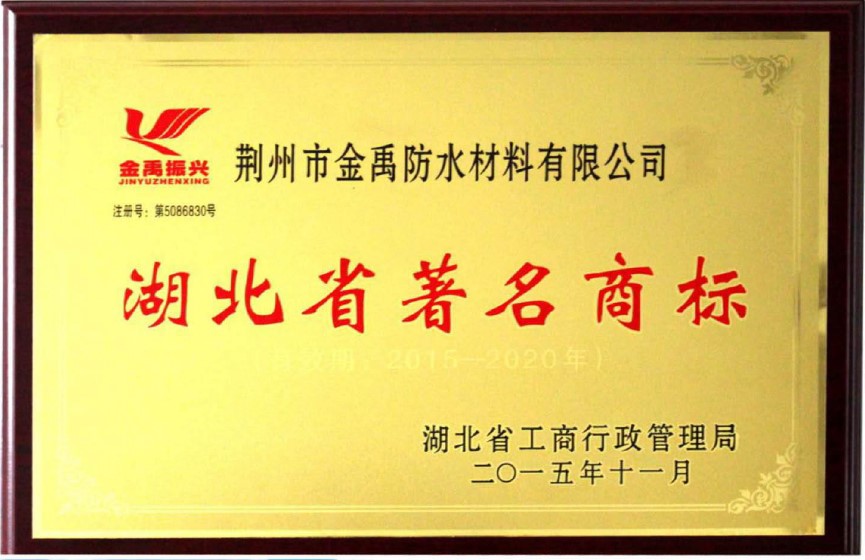 金禹振兴
JINYUZHENXING
注册号：第5086830号
荆州市金禹防水材料有限公司
湖北省著名商标
（有效期：2015—2020年）
湖北省工商行政管理局
二〇一五年十一月